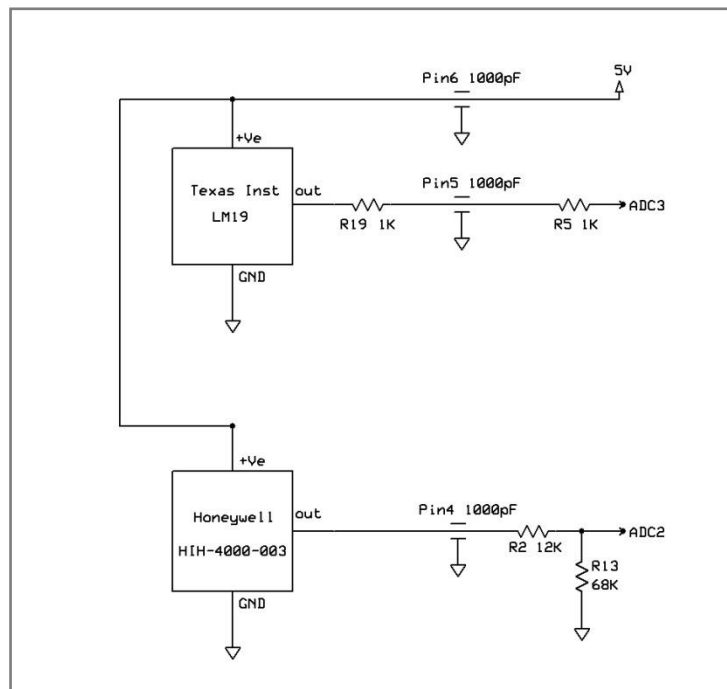 Pin6 1000pF
5V
+Ve
Texas Inst
LM19
out
GND
Pin5 1000pF
R19 1K
R5 1K
ADC3
+Ve
Honeywell
HIH-4000-003
out
GND
Pin4 1000pF
R2 12K
ADC2
R13
68K